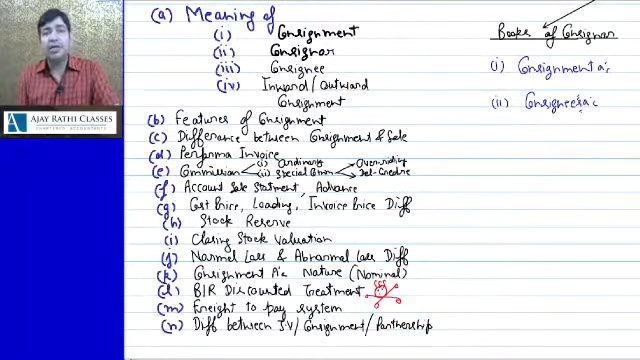 (a) Meaning of
(i) Consignment
(ii) Consignor
(iii) Consignee
(iv) Inward/Outward
Consignment
(b) Features of Consignment
(c) Difference between Consignment & Sale
(d) Performa Invoice
(e) Commission (i) Ordinary
(ii) Special Comm Overriding
Del-Credre
(f) Account Sale Statment, Advance
(g) Cost Price, Loading, Invoice Price Diff
(h) Stock Reserve
(i) Closing Stock Valuation
(j) Normal Loss & Abnormal Loss Diff
(k) Consignment A/c Nature (Nominal)
(l) B/R Discounted Treatment
(m) Freight to pay system
(n) Diff between J.V/Consignment/Partnership
Books of Consignor
(i) Consignment a/c
(ii) Consignee's a/c
AJAY RATHI CLASSES
CHARTERED ACCOUNTANTS